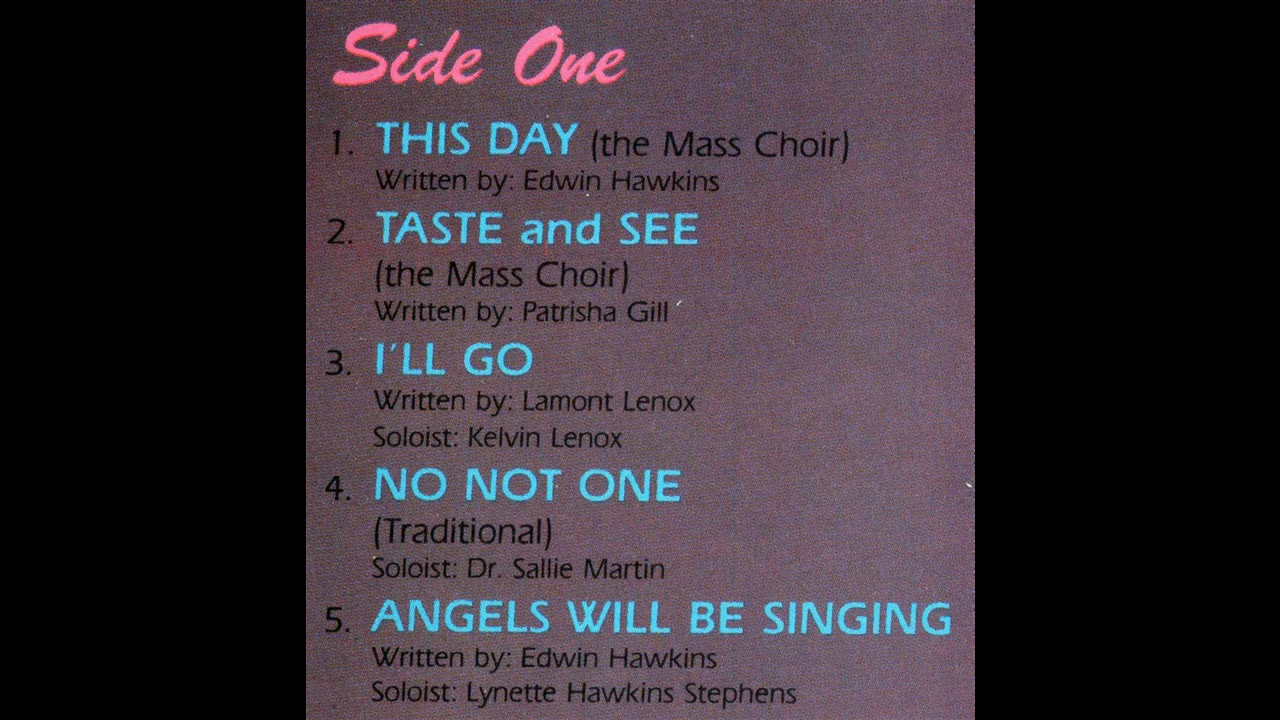 Side One
1. THIS DAY (the Mass Choir)
Written by: Edwin Hawkins
2. TASTE and SEE
(the Mass Choir)
Written by: Patrisha Gill
3. I'LL GO
Written by: Lamont Lenox
Soloist: Kelvin Lenox
4. NO NOT ONE
(Traditional)
Soloist: Dr. Sallie Martin
5. ANGELS WILL BE SINGING
Written by: Edwin Hawkins
Soloist: Lynette Hawkins Stephens